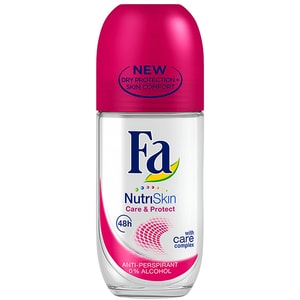 NEW
DRY PROTECTION +
SKIN COMFORT
Fa
NutriSkin
Care & Protect
48h
with
care
complex
ANTI-PERSPIRANT
0% ALCOHOL